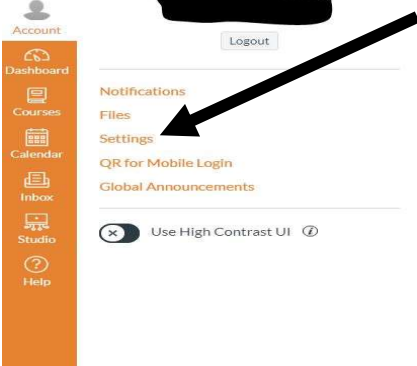 Account
Dashboard
Courses
Calendar
Inbox
Studio
Help
Logout
Notifications
Files
Settings
QR for Mobile Login
Global Announcements
Use High Contrast UI